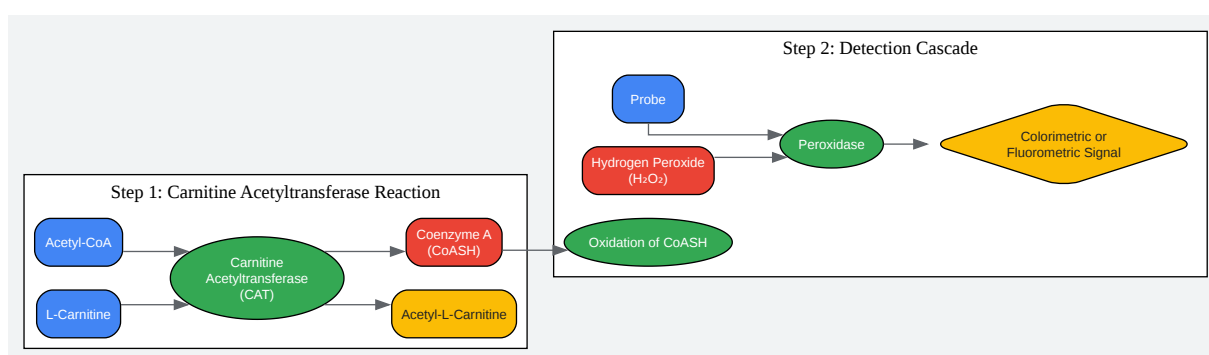 Step 2: Detection Cascade
Probe
Peroxidase
Colorimetric or
Fluorometric Signal
Hydrogen Peroxide
(H₂O₂)
Oxidation of CoASH
Step 1: Carnitine Acetyltransferase Reaction
Acetyl-CoA
L-Carnitine
Carnitine
Acetyltransferase
(CAT)
Coenzyme A
(CoASH)
Acetyl-L-Carnitine